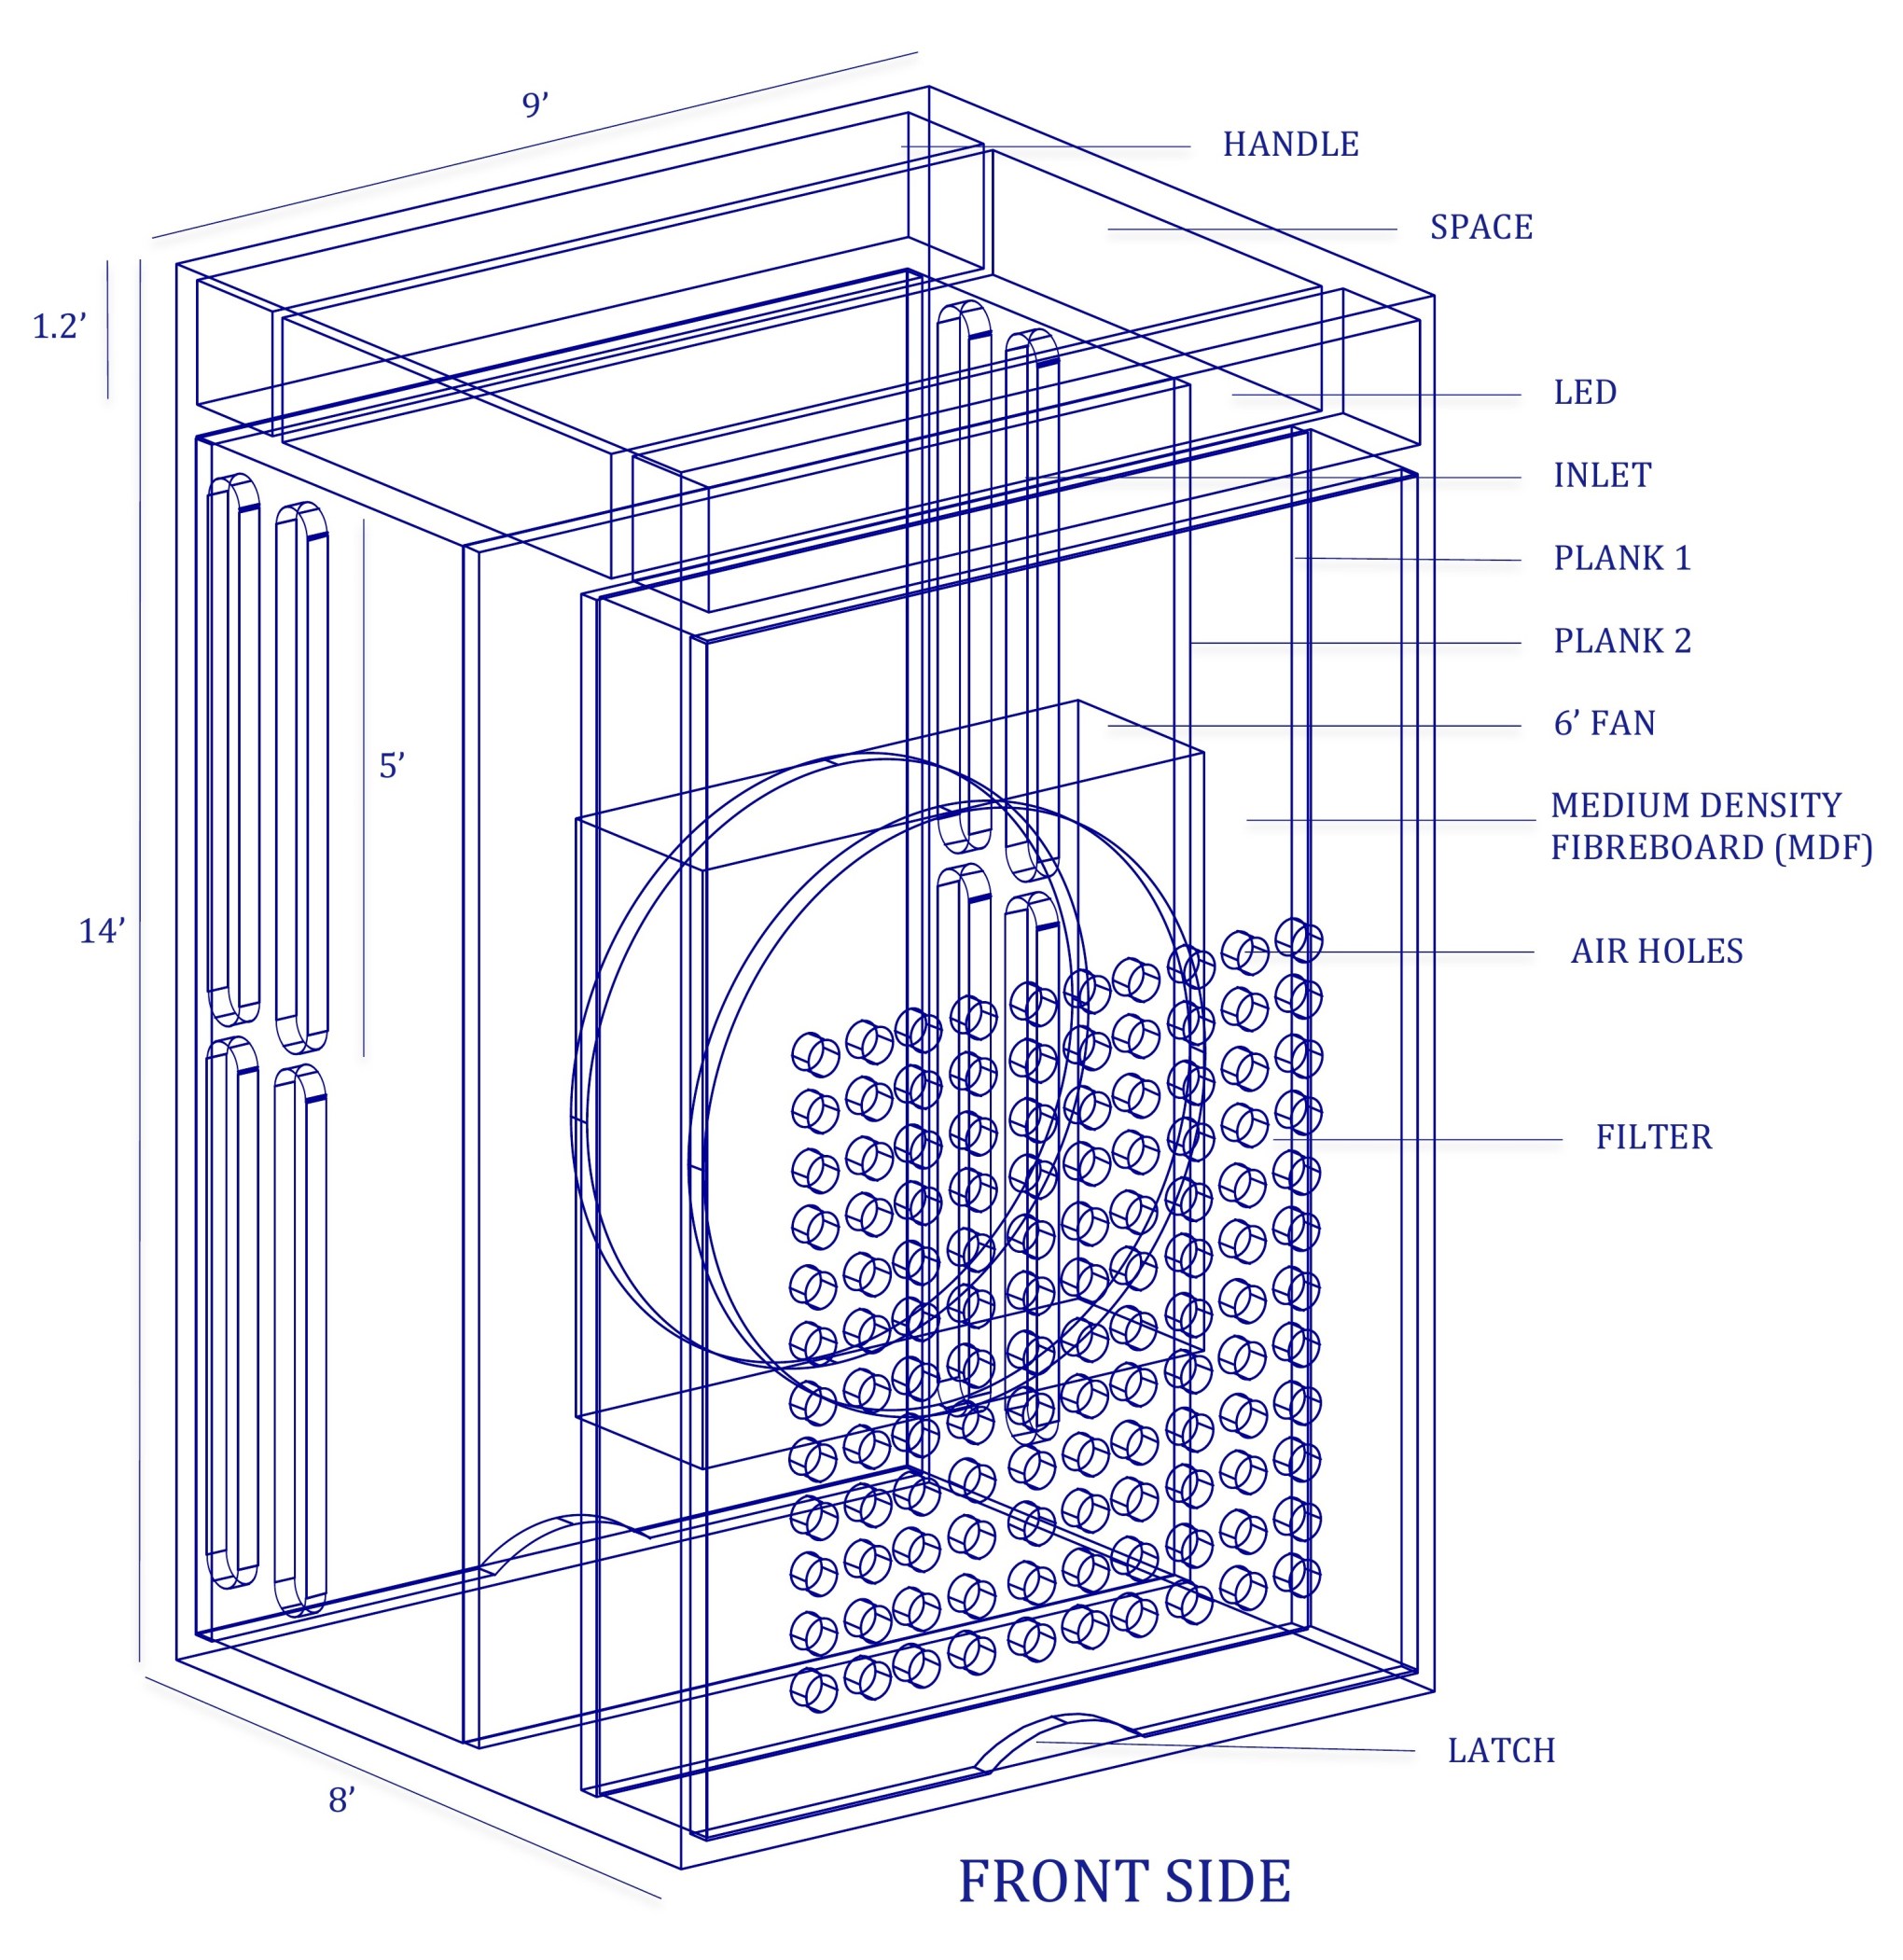 9’
HANDLE
SPACE
1.2’
LED
INLET
PLANK 1
PLANK 2
6’ FAN
5’
MEDIUM DENSITY
FIBREBOARD (MDF)
14’
AIR HOLES
FILTER
LATCH
8’
FRONT SIDE